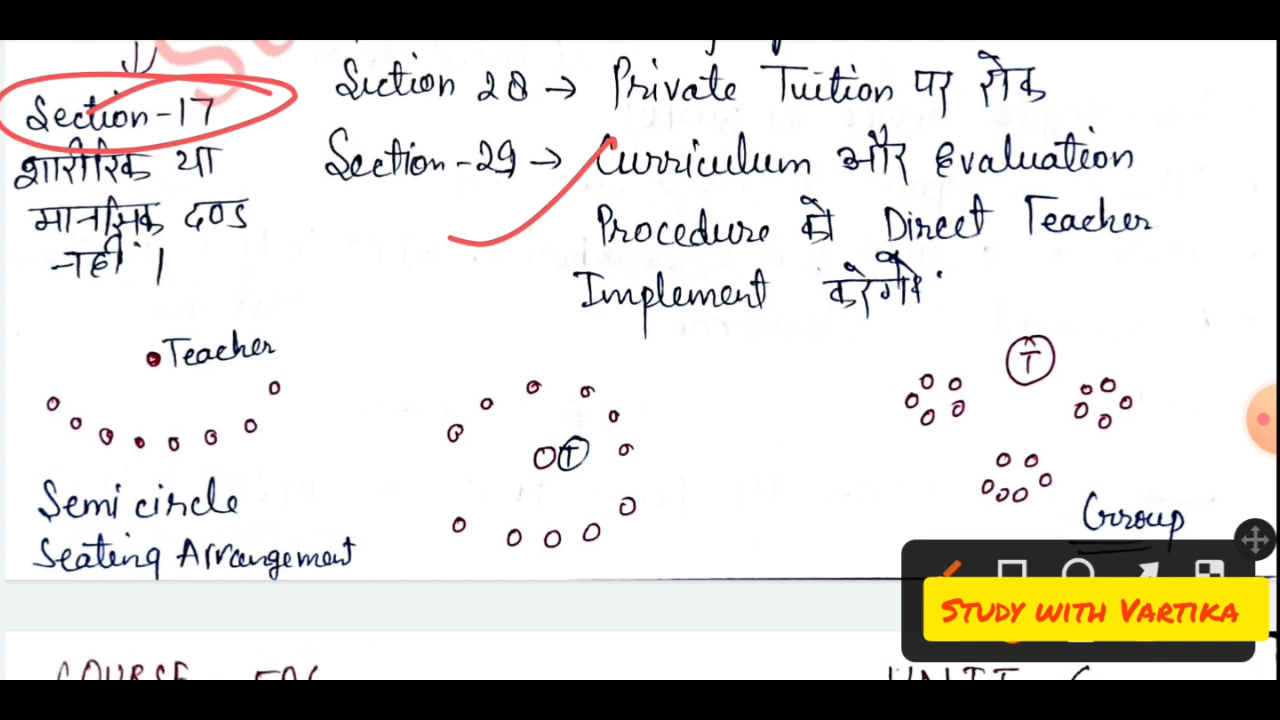 Section-17
शारीरिक या
मानसिक दण्ड
नहीं।
Section 28 → Private Tuition पर रोक
Section-29 → Curriculum और Evaluation
Procedure को Direct Teacher
Implement करेंगे
Teacher
Semi circle
Seating Arrangement
T
T
Group
STUDY WITH VARTIKA